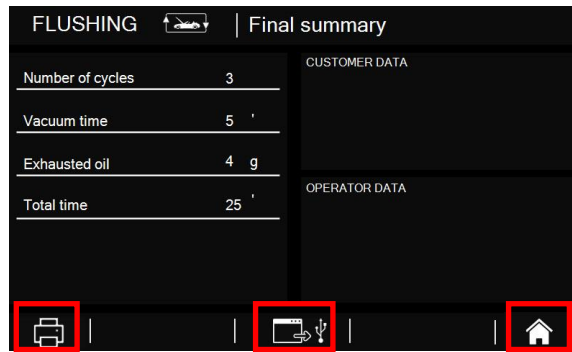 FLUSHING | Final summary
Number of cycles 3
Vacuum time 5 '
Exhausted oil 4 g
Total time 25 '
CUSTOMER DATA
OPERATOR DATA